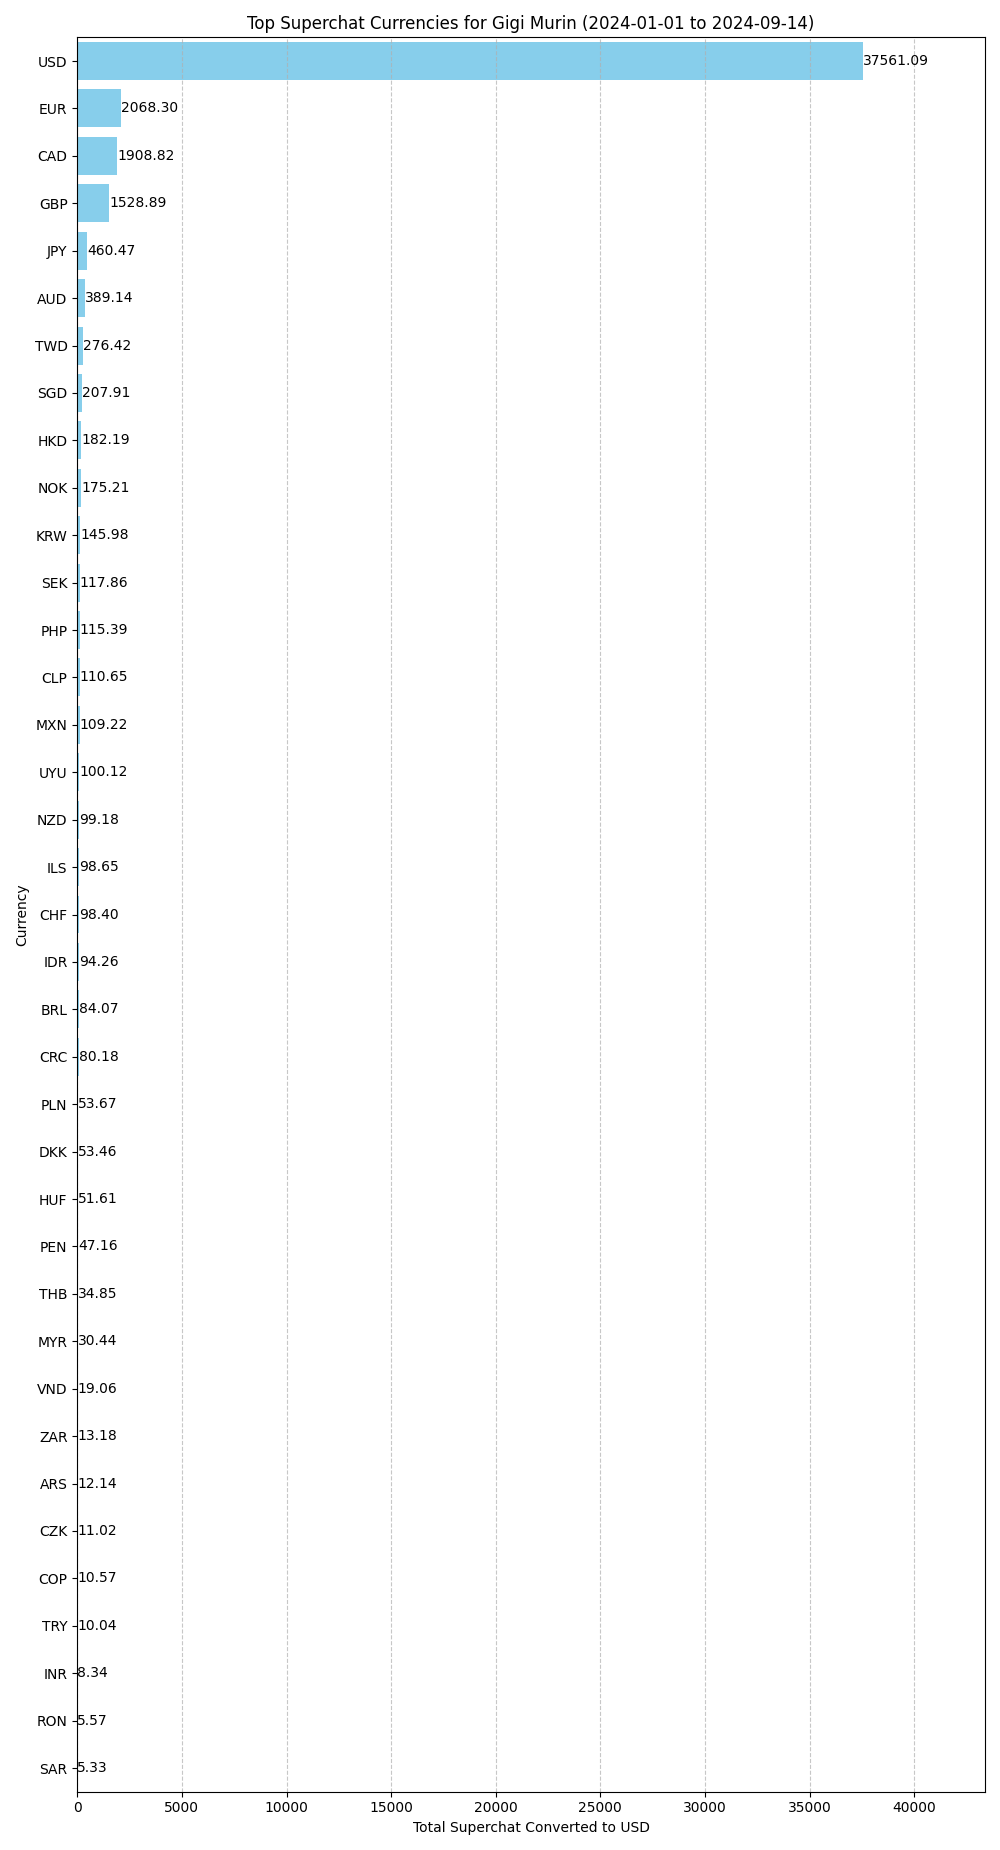 Top Superchat Currencies for Gigi Murin (2024-01-01 to 2024-09-14)
USD 37561.09
EUR 2068.30
CAD 1908.82
GBP 1528.89
JPY 460.47
AUD 389.14
TWD 276.42
SGD 207.91
HKD 182.19
NOK 175.21
KRW 145.98
SEK 117.86
PHP 115.39
CLP 110.65
MXN 109.22
UYU 100.12
NZD 99.18
ILS 98.65
CHF 98.40
IDR 94.26
BRL 84.07
CRC 80.18
PLN 53.67
DKK 53.46
HUF 51.61
PEN 47.16
THB 34.85
MYR 30.44
VND 19.06
ZAR 13.18
ARS 12.14
CZK 11.02
COP 10.57
TRY 10.04
INR 8.34
RON 5.57
SAR 5.33
Currency
0 5000 10000 15000 20000 25000 30000 35000 40000
Total Superchat Converted to USD